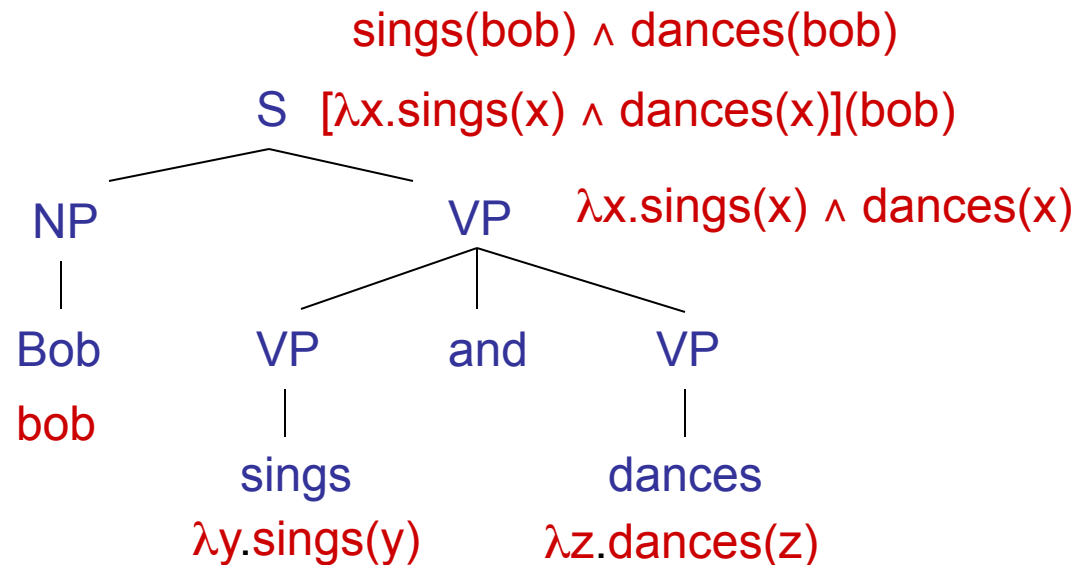 sings(bob) ∧ dances(bob)
S [λx.sings(x) ∧ dances(x)](bob)
NP VP λx.sings(x) ∧ dances(x)
Bob VP and VP
bob
sings dances
λy.sings(y) λz.dances(z)